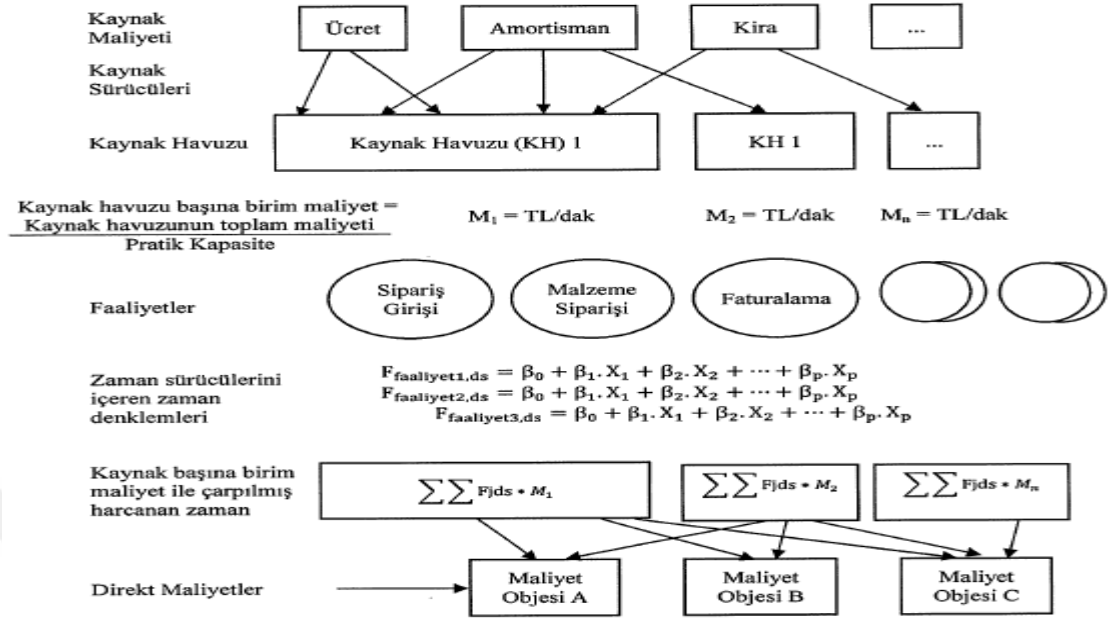 Kaynak
Maliyeti
Ücret
Amortisman
Kira
...
Kaynak
Sürücüleri
Kaynak Havuzu
Kaynak Havuzu (KH) 1
KH 1
...
Kaynak havuzu başına birim maliyet =
Kaynak havuzunun toplam maliyeti
Pratik Kapasite
M₁ = TL/dak
M₂ = TL/dak
Mₙ = TL/dak
Faaliyetler
Sipariş
Girişi
Malzeme
Siparişi
Faturalama
Zaman sürücülerini
içeren zaman
denklemleri
F_faaliyet1,ds = β₀ + β₁. X₁ + β₂. X₂ + ⋯ + βₚ. Xₚ
F_faaliyet2,ds = β₀ + β₁. X₁ + β₂. X₂ + ⋯ + βₚ. Xₚ
F_faaliyet3,ds = β₀ + β₁. X₁ + β₂. X₂ + ⋯ + βₚ. Xₚ
Kaynak başına birim
maliyet ile çarpılmış
harcanan zaman
∑∑ Fjds * M₁
∑∑ Fjds * M₂
∑∑ Fjds * Mₙ
Direkt Maliyetler
Maliyet
Objesi A
Maliyet
Objesi B
Maliyet
Objesi C